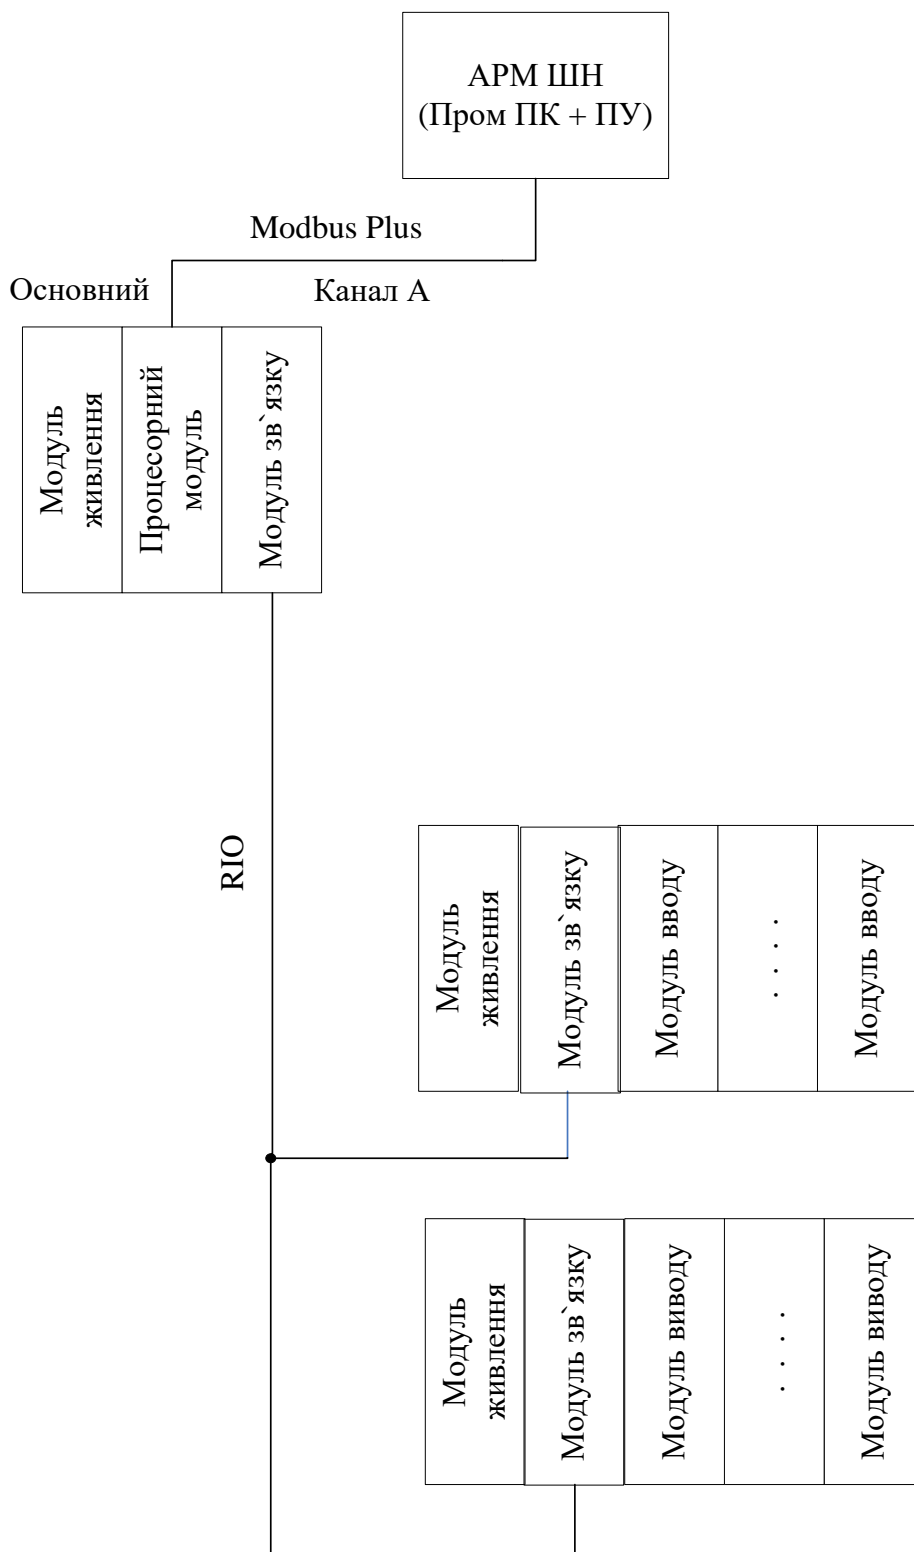 АРМ ШН
(Пром ПК + ПУ)
Modbus Plus
Основний
Канал А
Модуль
живлення
Процесорний
модуль
Модуль зв`язку
RIO
Модуль
живлення
Модуль зв`язку
Модуль вводу
. . . .
Модуль вводу
Модуль
живлення
Модуль зв`язку
Модуль виводу
. . . .
Модуль виводу